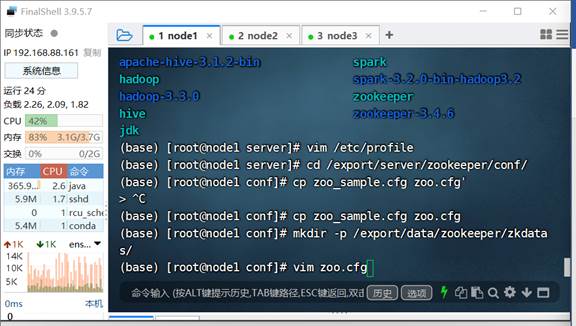 FinalShell 3.9.5.7
同步状态
IP 192.168.88.161 复制
系统信息
运行 24 分
负载 2.26, 2.09, 1.82
CPU 42%
内存 83% 3.1G/3.7G
交换 0% 0/2G
内存 CPU 命令
365.9... 2.6 java
5.9M 1.7 sshd
0 1 rcu_sche
5.4M 1 conda
1K 1K ens...
14K
10K
5K
0ms 本机
0
1 node1 2 node2 3 node3 +
apache-hive-3.1.2-bin spark
hadoop spark-3.2.0-bin-hadoop3.2
hadoop-3.3.0 zookeeper
hive zookeeper-3.4.6
jdk
(base) [root@node1 server]# vim /etc/profile
(base) [root@node1 server]# cd /export/server/zookeeper/conf/
(base) [root@node1 conf]# cp zoo_sample.cfg zoo.cfg'
> ^C
(base) [root@node1 conf]# cp zoo_sample.cfg zoo.cfg
(base) [root@node1 conf]# mkdir -p /export/data/zookeeper/zkdata
s/
(base) [root@node1 conf]# vim zoo.cfg
命令输入 (按ALT键提示历史,TAB键路径,ESC键返回,双击 历史 选项